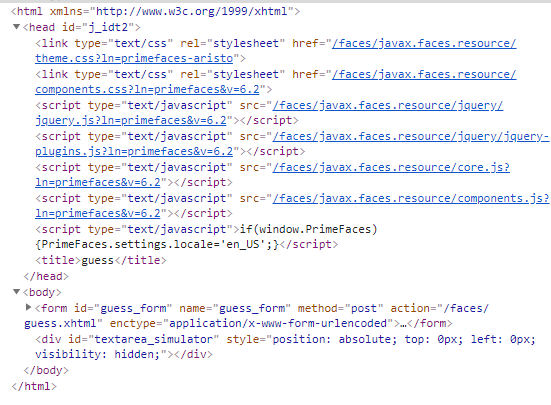 <html xmlns="http://www.w3c.org/1999/xhtml">
▼<head id="j_idt2">
<link type="text/css" rel="stylesheet" href="/faces/javax.faces.resource/
theme.css?ln=primefaces-aristo">
<link type="text/css" rel="stylesheet" href="/faces/javax.faces.resource/
components.css?ln=primefaces&v=6.2">
<script type="text/javascript" src="/faces/javax.faces.resource/jquery/
jquery.js?ln=primefaces&v=6.2"></script>
<script type="text/javascript" src="/faces/javax.faces.resource/jquery/jquery-
plugins.js?ln=primefaces&v=6.2"></script>
<script type="text/javascript" src="/faces/javax.faces.resource/core.js?
ln=primefaces&v=6.2"></script>
<script type="text/javascript" src="/faces/javax.faces.resource/components.js?
ln=primefaces&v=6.2"></script>
<script type="text/javascript">if(window.PrimeFaces)
{PrimeFaces.settings.locale='en_US';}</script>
<title>guess</title>
</head>
▼<body>
▶<form id="guess_form" name="guess_form" method="post" action="/faces/
guess.xhtml" enctype="application/x-www-form-urlencoded">…</form>
<div id="textarea_simulator" style="position: absolute; top: 0px; left: 0px;
visibility: hidden;"></div>
</body>
</html>